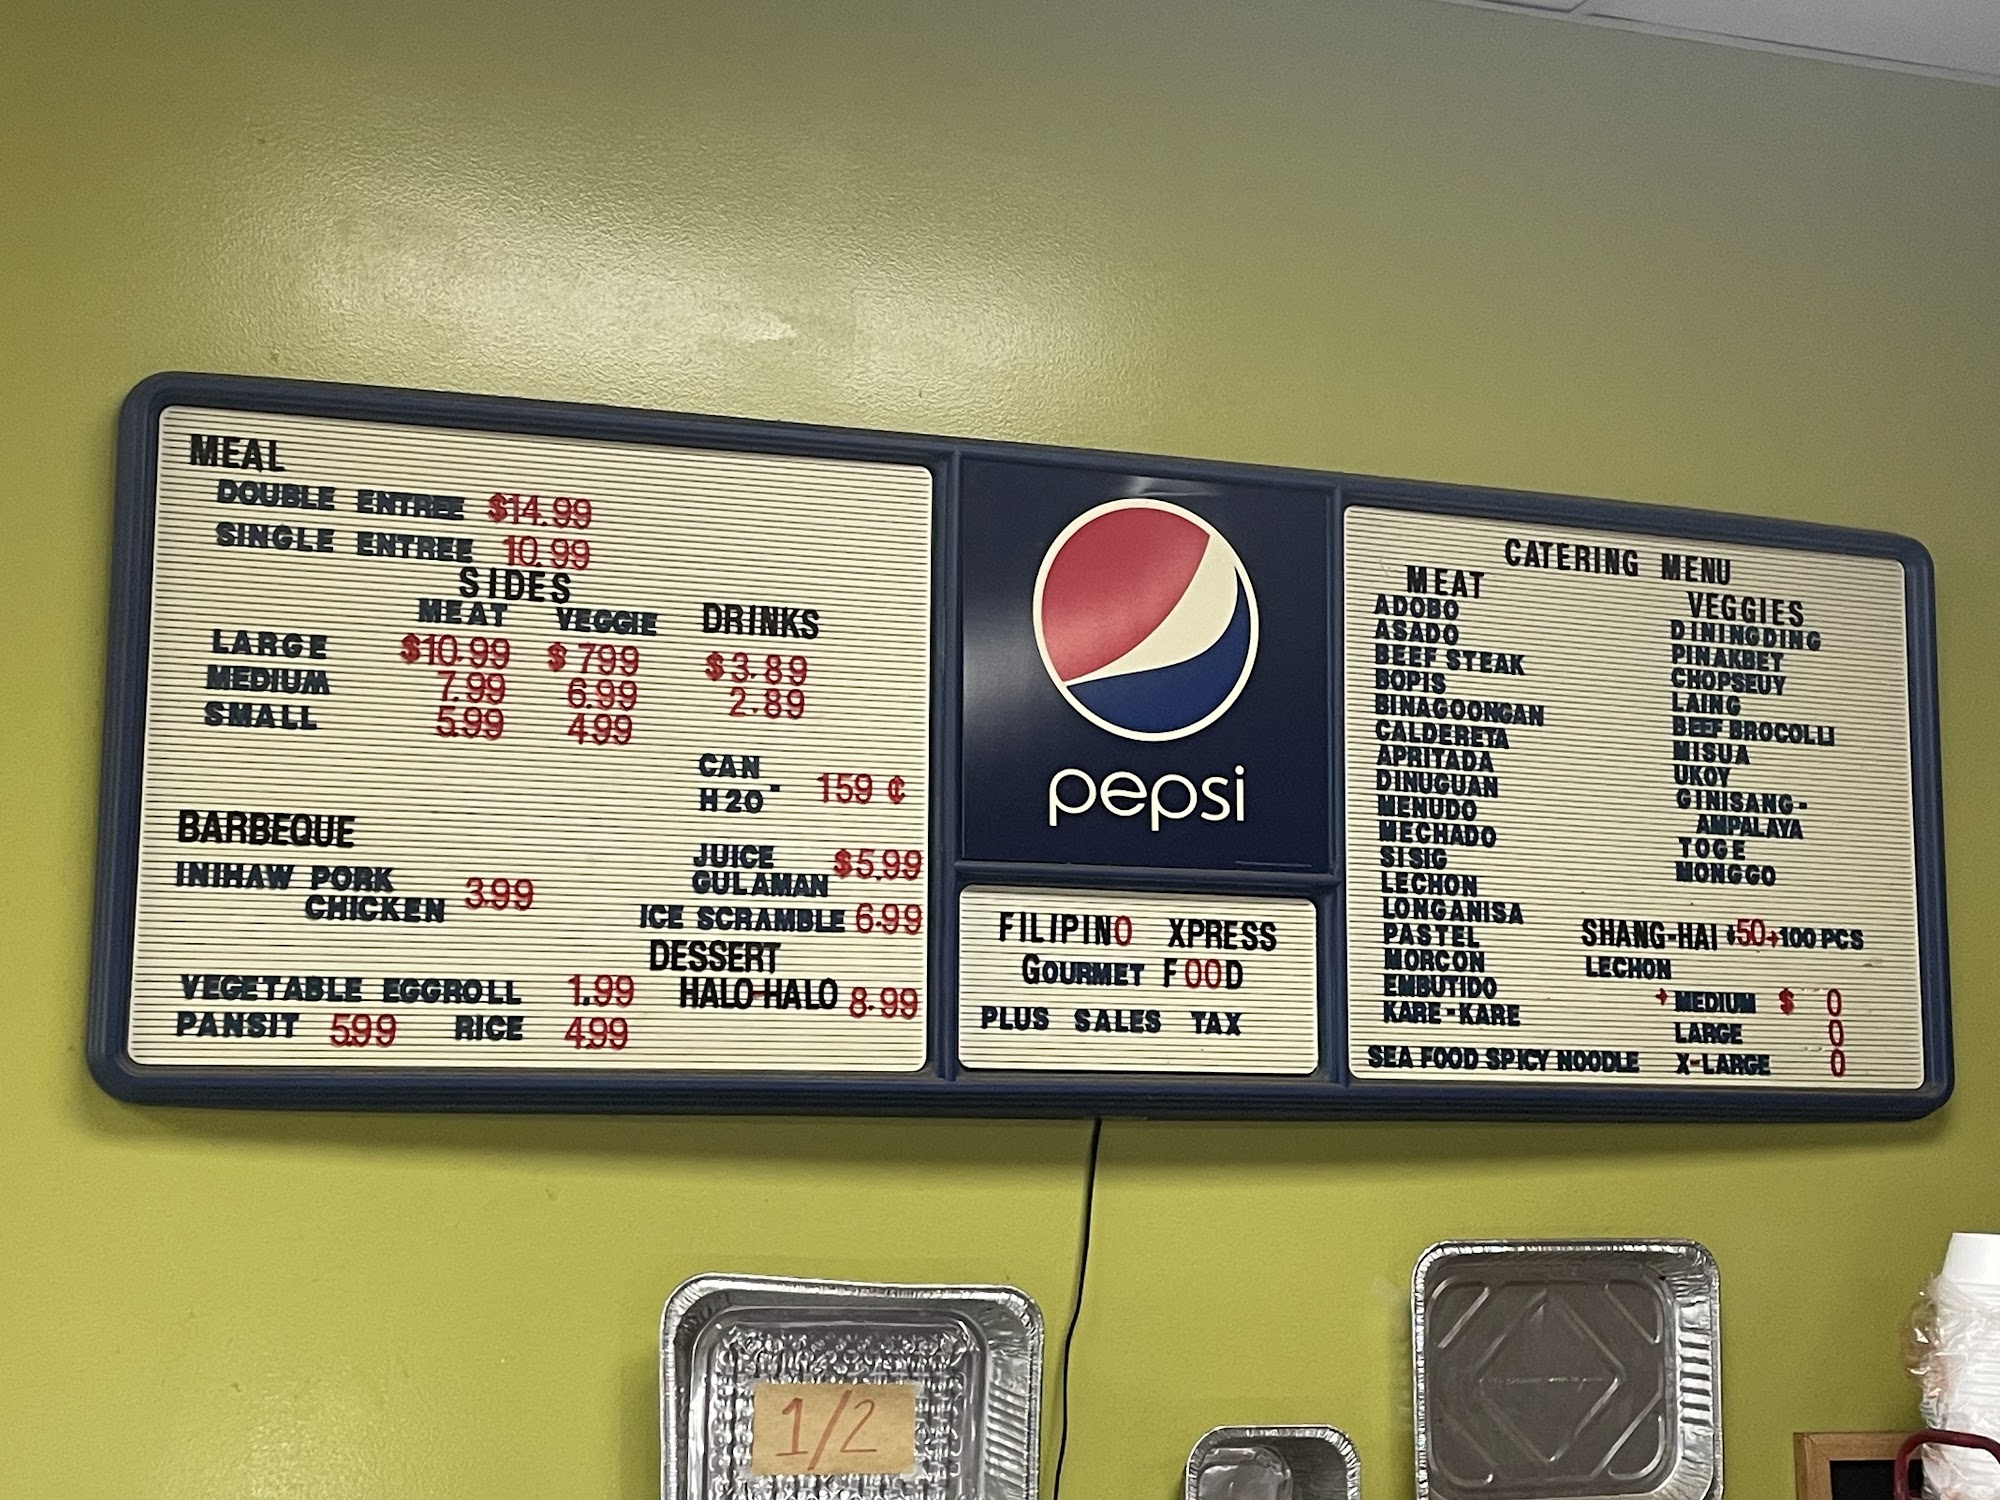 MEAL
DOUBLE ENTREE $14.99
SINGLE ENTREE 10.99
SIDES
MEAT VEGGIE DRINKS
LARGE $10.99 $799 $3.89
MEDIUM 7.99 6.99 2.89
SMALL 5.99 499
CAN
H20 159 ¢
BARBEQUE
INIHAW PORK
CHICKEN 3.99
JUICE
GULAMAN $5.99
ICE SCRAMBLE 6.99
DESSERT
HALO-HALO 8.99
VEGETABLE EGGROLL 1.99
PANSIT 599 RICE 499
pepsi
FILIPINO XPRESS
GOURMET FOOD
PLUS SALES TAX
CATERING MENU
MEAT
ADOBO
ASADO
BEEF STEAK
BOPIS
BINAGOONGAN
CALDERETA
APRITADA
DINUGUAN
MENUDO
MECHADO
SISIG
LECHON
LONGANISA
PASTEL
MORCON
EMBUTIDO
KARE-KARE
SEA FOOD SPICY NOODLE
VEGGIES
DININGDING
PINAKBET
CHOPSEUY
LAING
BEEF BROCOLLI
MISUA
UKOY
GINISANG-
AMPALAYA
TOGE
MONGGO
SHANG-HAI 50+100 PCS
LECHON
MEDIUM $ 0
LARGE 0
X-LARGE 0
1/2